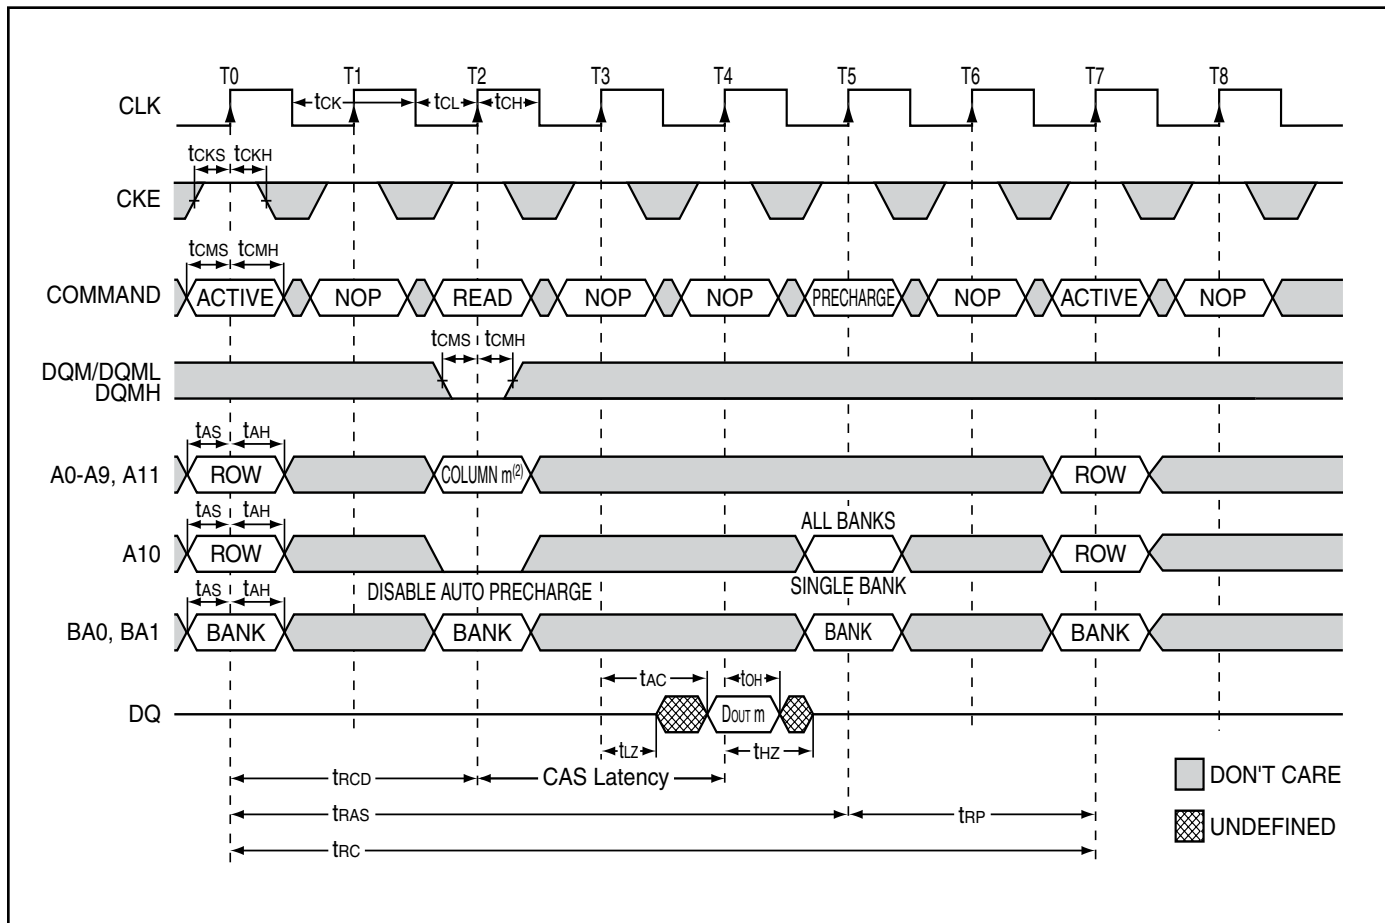 T0 T1 T2 T3 T4 T5 T6 T7 T8
CLK tCK tCL tCH
tCKS tCKH
CKE
tCMS tCMH
COMMAND ACTIVE NOP READ NOP NOP PRECHARGE NOP ACTIVE NOP
tCMS tCMH
DQM/DQML
DQMH
tAS tAH
A0-A9, A11 ROW COLUMN m(2) ROW
tAS tAH ALL BANKS
A10 ROW ROW
DISABLE AUTO PRECHARGE SINGLE BANK
tAS tAH
BA0, BA1 BANK BANK BANK BANK
tAC tOH
DQ DOUT m
tLZ tHZ
tRCD CAS Latency
DON'T CARE
tRAS tRP
UNDEFINED
tRC